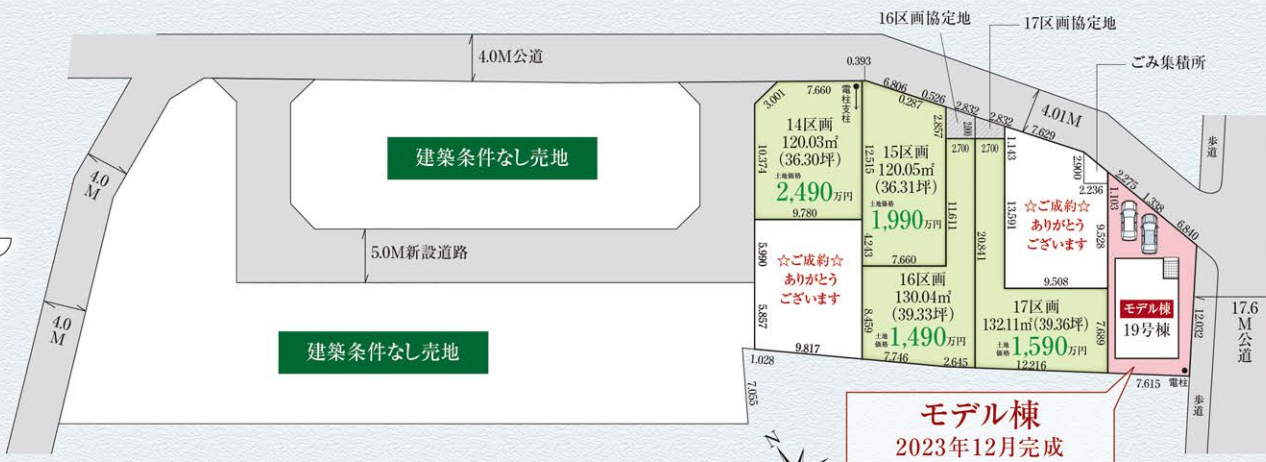 16区画協定地
17区画協定地
ごみ集積所
4.0M公道
4.01M
歩道
0.393
6.806
0.287
0.526
2.832
2.832
7.629
2.000
2.700
2.700
2.857
1.143
2.900
2.236
2.275
1.338
6.840
1.103
建築条件なし売地
4.0
M
5.0M新設道路
4.0
M
建築条件なし売地
3.001
7.660
電柱支柱
14区画
120.03㎡
(36.30坪)
土地価格
2,490万円
10.374
9.780
12.515
15区画
120.05㎡
(36.31坪)
土地価格
1,990万円
11.611
4.243
7.660
5.990
5.857
☆ご成約☆
ありがとう
ございます
9.817
1.028
7.055
16区画
130.04㎡
(39.33坪)
土地
価格
1,490万円
8.459
7.746
2.645
20.841
13.591
☆ご成約☆
ありがとう
ございます
9.528
9.508
17区画
132.11㎡(39.36坪)
土地
価格
1,590万円
7.689
12.216
モデル棟
19号棟
12.032
17.6
M
公道
7.615
電柱
歩道
モデル棟
2023年12月完成
N